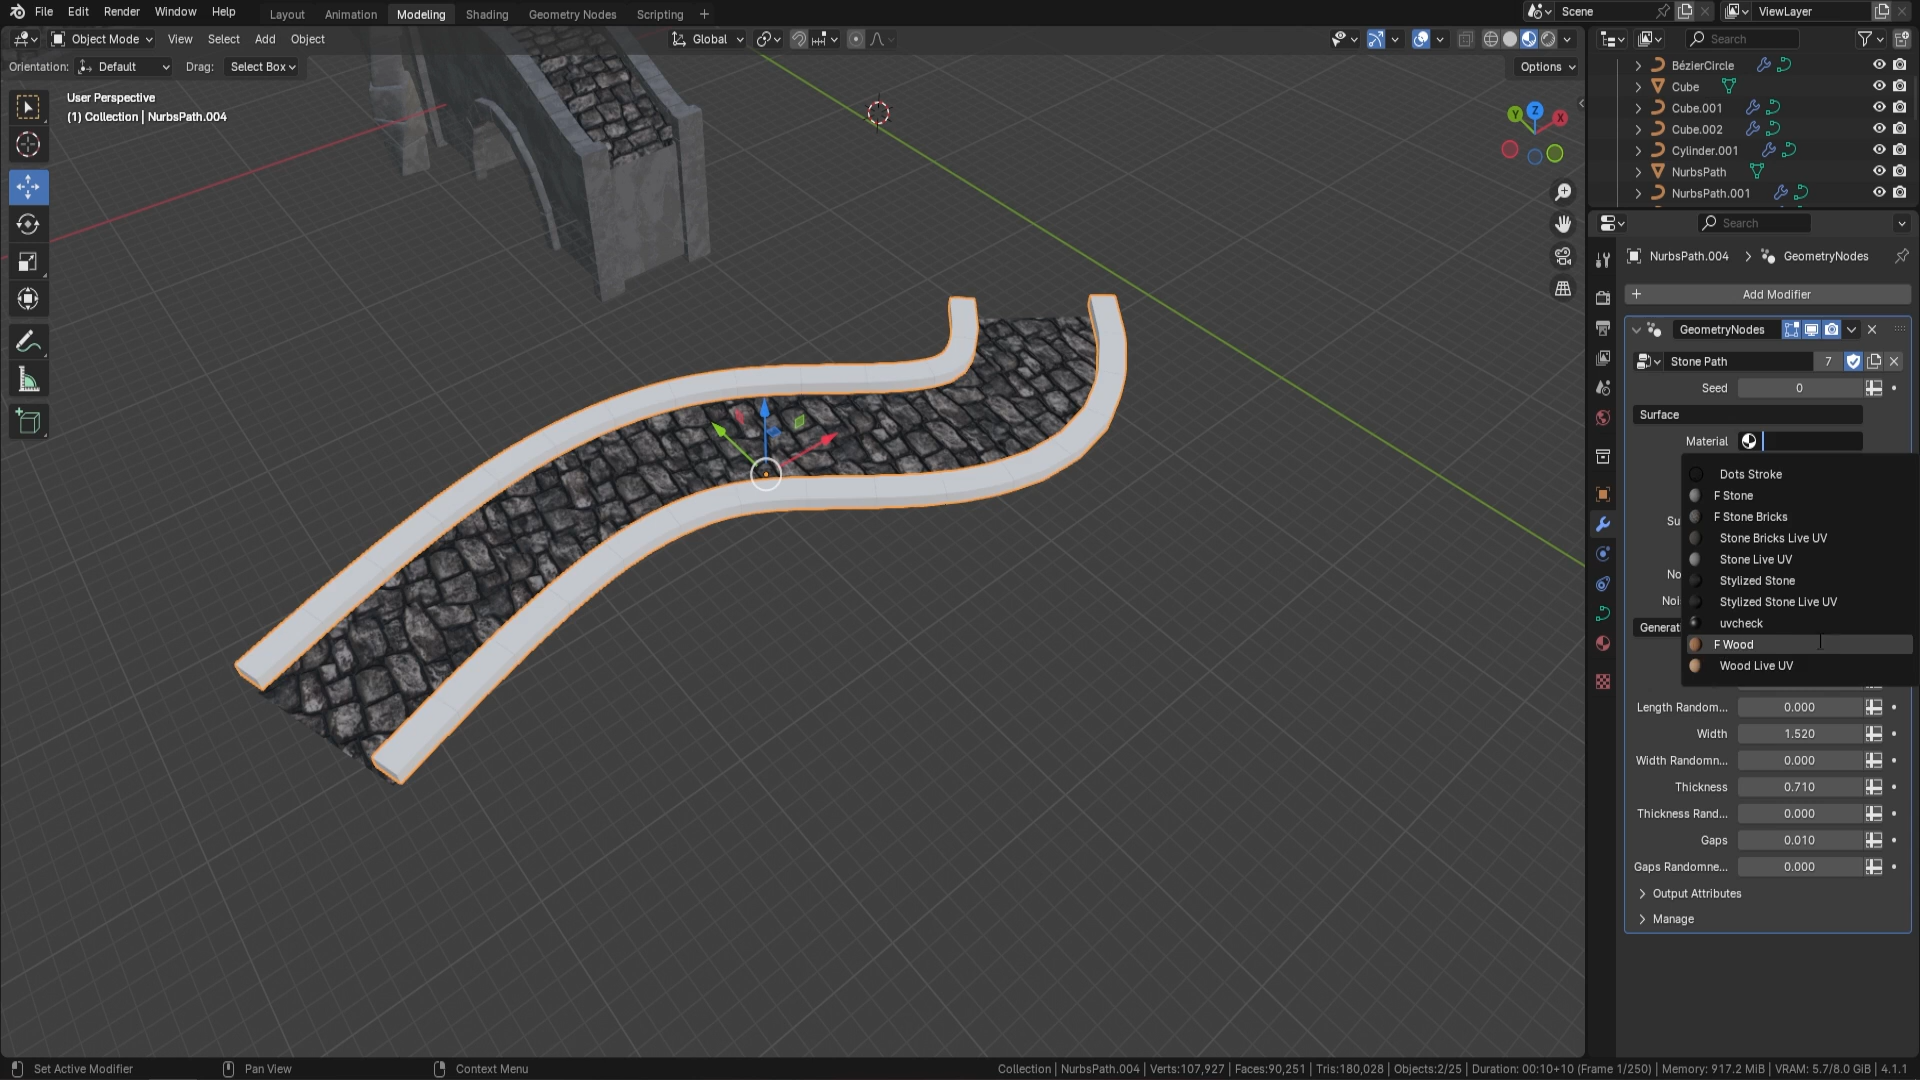 File Edit Render Window Help
Layout Animation Modeling Shading Geometry Nodes Scripting +
Scene
ViewLayer
Object Mode View Select Add Object
Global
Search
Orientation: Default Drag: Select Box
Options
User Perspective
(1) Collection | NurbsPath.004
Z
Y
X
BézierCircle
Cube
Cube.001
Cube.002
Cylinder.001
NurbsPath
NurbsPath.001
Search
NurbsPath.004 > GeometryNodes
+ Add Modifier
GeometryNodes
Stone Path 7
Seed 0
Surface
Material
Dots Stroke
F Stone
F Stone Bricks
Su
Stone Bricks Live UV
Stone Live UV
No
Stylized Stone
Noi
Stylized Stone Live UV
Generati
uvcheck
F Wood
Wood Live UV
Length Random... 0.000
Width 1.520
Width Randomn... 0.000
Thickness 0.710
Thickness Rand... 0.000
Gaps 0.010
Gaps Randomne... 0.000
Output Attributes
Manage
Set Active Modifier Pan View Context Menu
Collection | NurbsPath.004 | Verts:107,927 | Faces:90,251 | Tris:180,028 | Objects:2/25 | Duration: 00:10+10 (Frame 1/250) | Memory: 917.2 MiB | VRAM: 5.7/8.0 GiB | 4.1.1